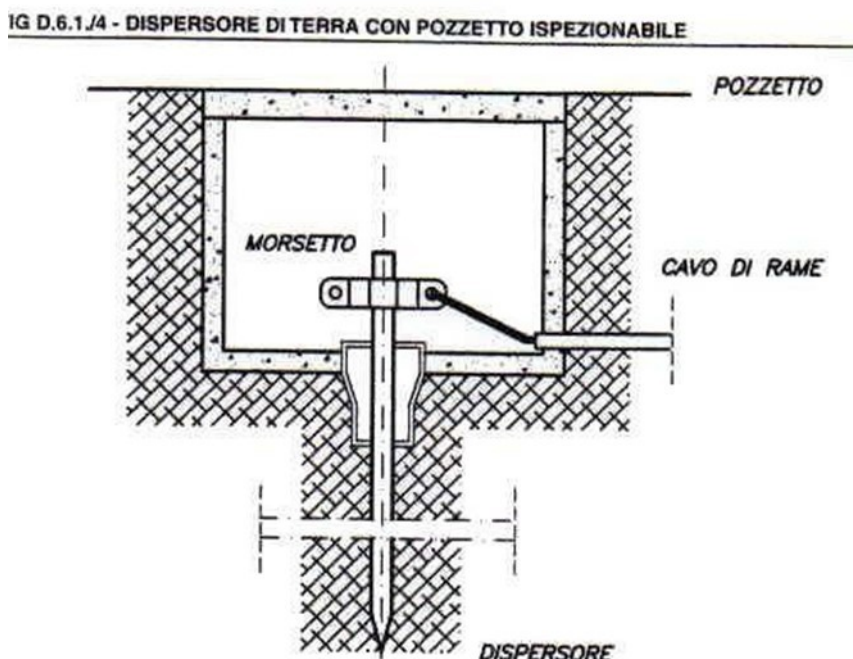 IG D.6.1./4 - DISPERSORE DI TERRA CON POZZETTO ISPEZIONABILE
POZZETTO
MORSETTO
CAVO DI RAME
DISPERSORE